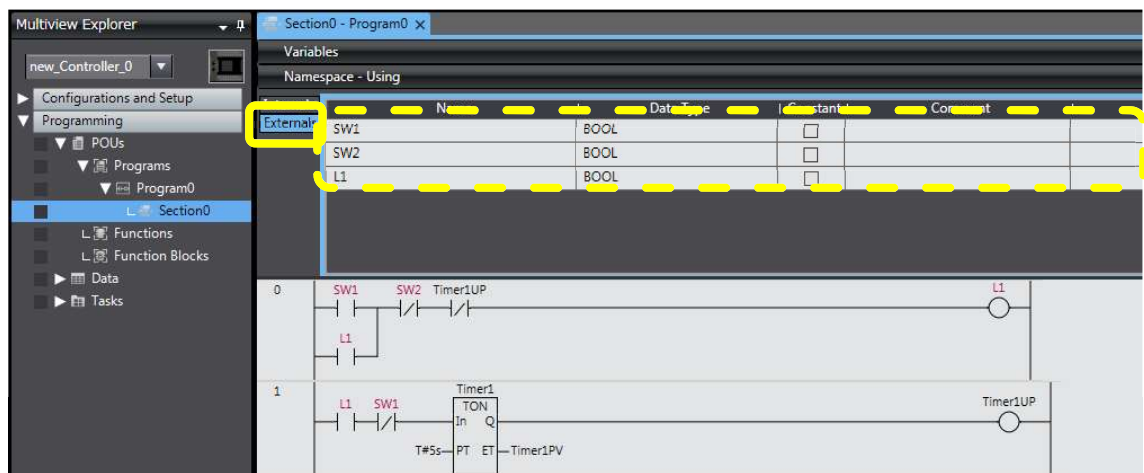 Multiview Explorer
new_Controller_0
Configurations and Setup
Programming
POUs
Programs
Program0
Section0
Functions
Function Blocks
Data
Tasks
Section0 - Program0
Variables
Namespace - Using
Name Data Type Constant Comment
Externals
SW1 BOOL
SW2 BOOL
L1 BOOL
0
SW1 SW2 Timer1UP L1
L1
1
Timer1
L1 SW1 TON Timer1UP
In Q
T#5s PT ET Timer1PV